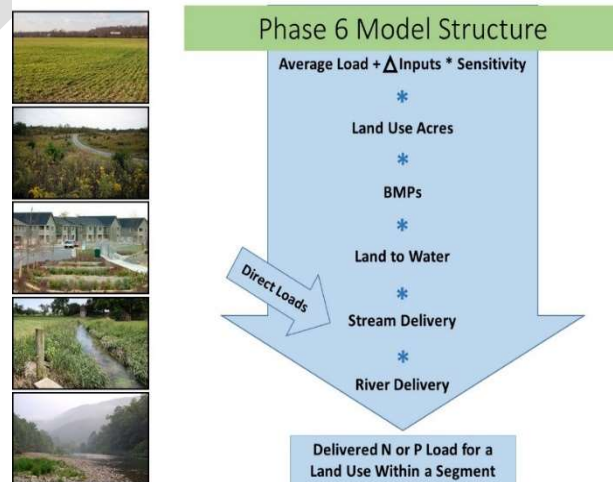 Phase 6 Model Structure
Average Load + Δ Inputs * Sensitivity
*
Land Use Acres
*
BMPs
*
Land to Water
*
Direct Loads
Stream Delivery
*
River Delivery
Delivered N or P Load for a
Land Use Within a Segment